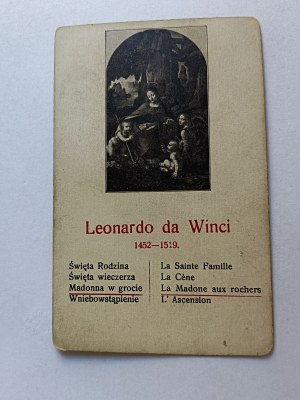 Leonardo da Winci
1452—1519.
Święta Rodzina
Święta wieczerza
Madonna w grocie
Wniebowstąpienie
La Sainte Famille
La Cène
La Madone aux rochers
L' Asçension